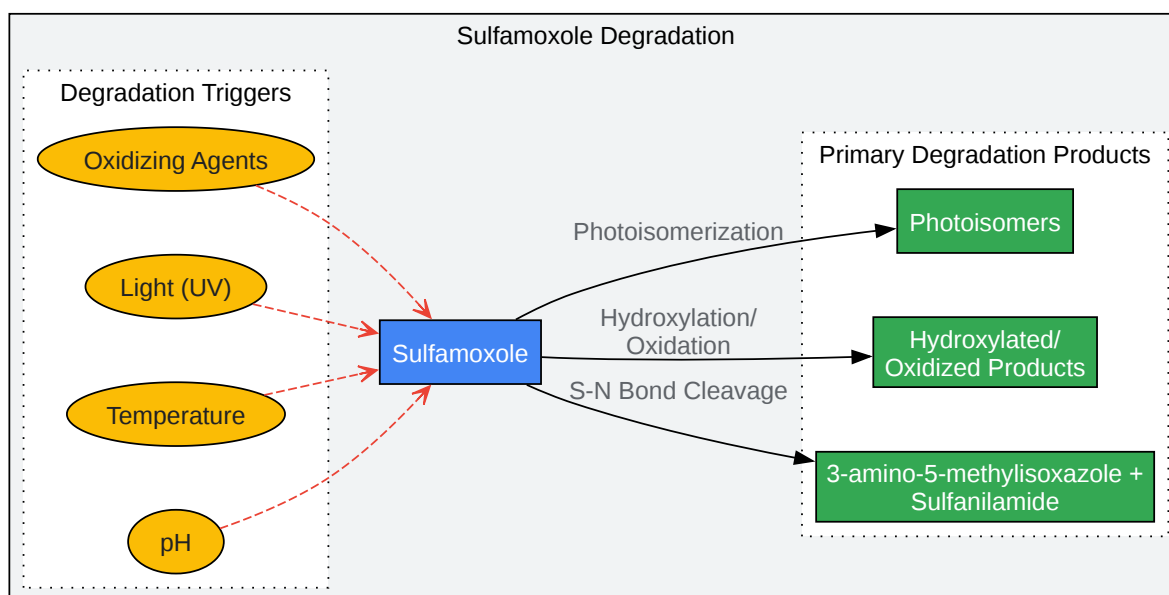 Sulfamoxole Degradation
Degradation Triggers
Oxidizing Agents
Light (UV)
Temperature
pH
Sulfamoxole
Photoisomerization
Hydroxylation/
Oxidation
S-N Bond Cleavage
Primary Degradation Products
Photoisomers
Hydroxylated/
Oxidized Products
3-amino-5-methylisoxazole +
Sulfanilamide